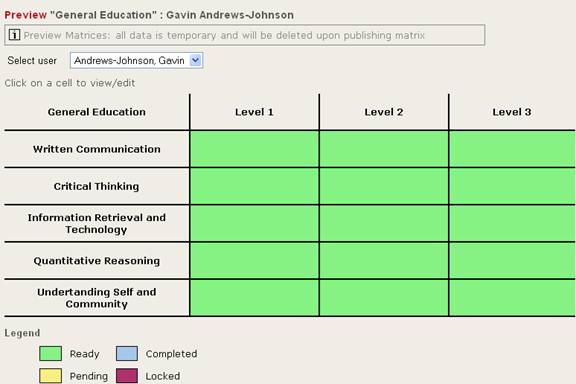 Preview "General Education" : Gavin Andrews-Johnson
i Preview Matrices: all data is temporary and will be deleted upon publishing matrix
Select user Andrews-Johnson, Gavin
Click on a cell to view/edit
General Education Level 1 Level 2 Level 3
Written Communication
Critical Thinking
Information Retrieval and
Technology
Quantitative Reasoning
Undertanding Self and
Community
Legend
Ready Completed
Pending Locked